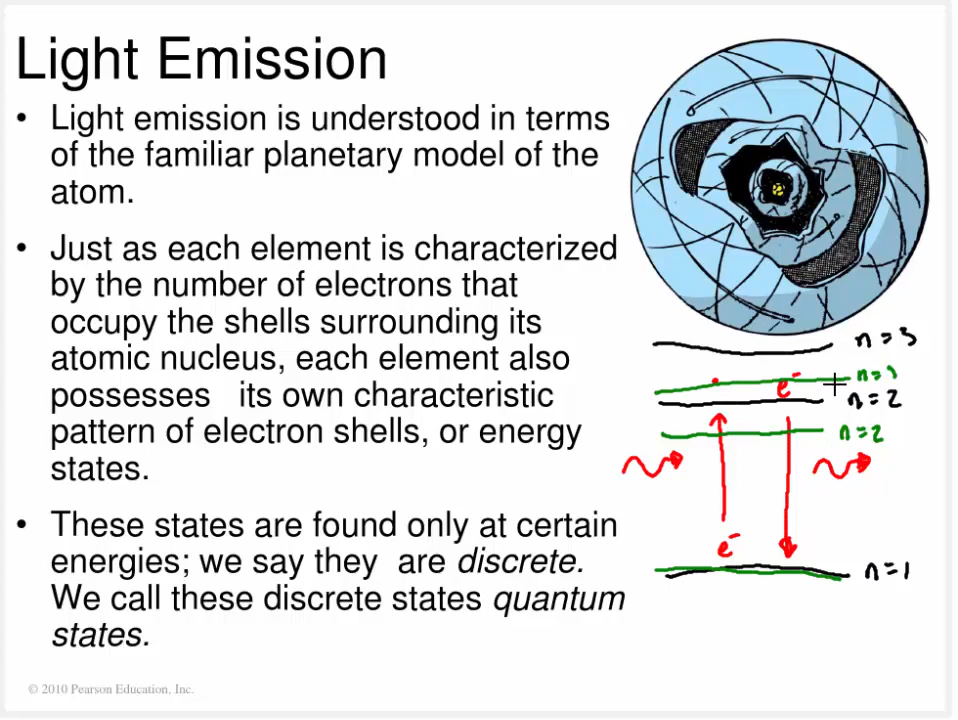 Light Emission
• Light emission is understood in terms
of the familiar planetary model of the
atom.
• Just as each element is characterized
by the number of electrons that
occupy the shells surrounding its
atomic nucleus, each element also
possesses its own characteristic
pattern of electron shells, or energy
states.
• These states are found only at certain
energies; we say they are discrete.
We call these discrete states quantum
states.
n = 3
n = 2
e⁻
n = 2
e⁻
n = 1
© 2010 Pearson Education, Inc.